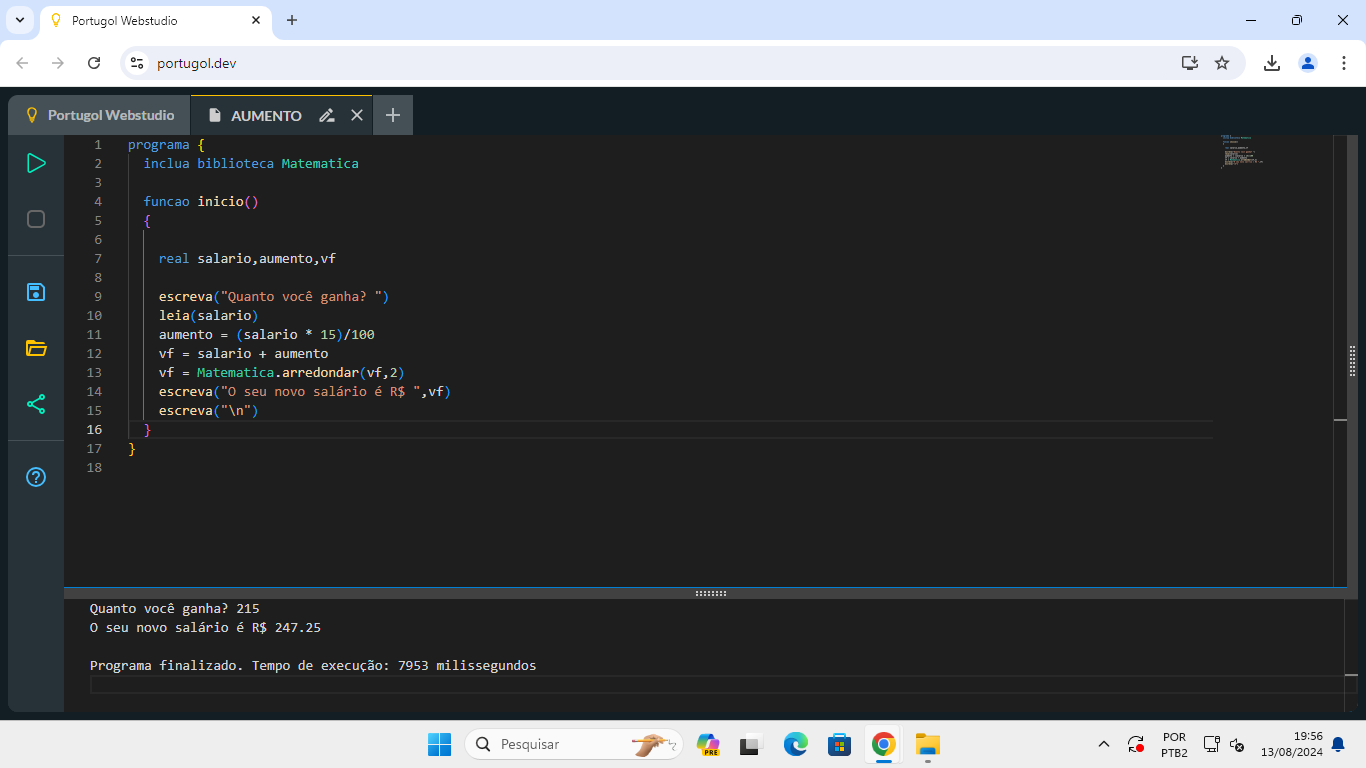 Portugol Webstudio
portugol.dev
Portugol Webstudio
AUMENTO
1 programa {
2   inclua biblioteca Matematica
3
4   funcao inicio()
5   {
6
7     real salario,aumento,vf
8
9     escreva("Quanto você ganha? ")
10     leia(salario)
11     aumento = (salario * 15)/100
12     vf = salario + aumento
13     vf = Matematica.arredondar(vf,2)
14     escreva("O seu novo salário é R$ ",vf)
15     escreva("\n")
16   }
17 }
18
Quanto você ganha? 215
O seu novo salário é R$ 247.25
Programa finalizado. Tempo de execução: 7953 milissegundos
Pesquisar
PRE
POR
PTB2
19:56
13/08/2024